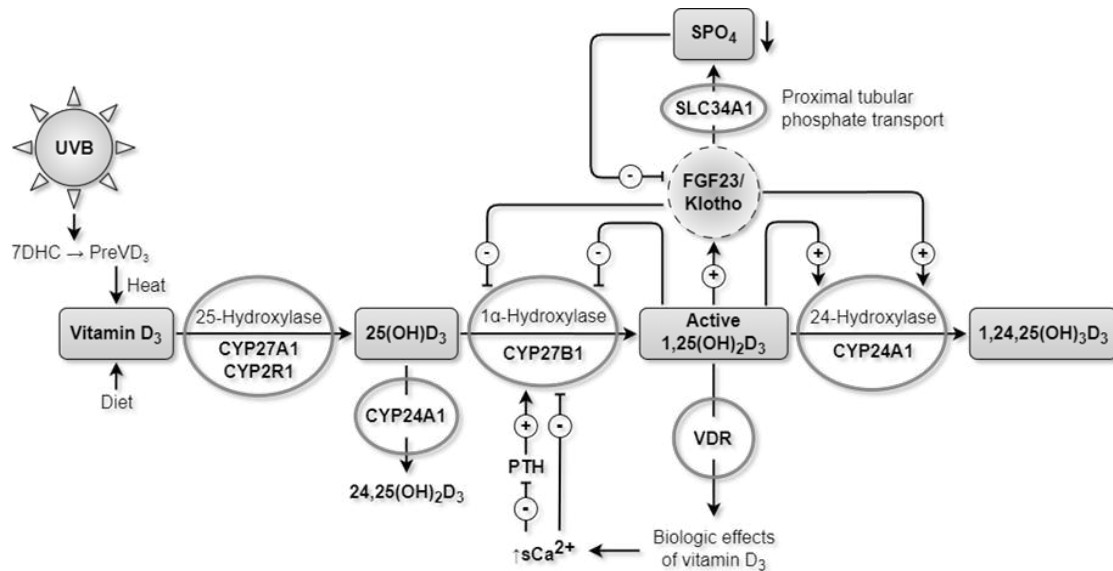 SPO₄ ↓
SLC34A1
Proximal tubular
phosphate transport
UVB
-
FGF23/
Klotho
7DHC → PreVD₃
-
-
+
+
+
Heat
Vitamin D₃
25-Hydroxylase
CYP27A1
CYP2R1
25(OH)D₃
1α-Hydroxylase
CYP27B1
Active
1,25(OH)₂D₃
24-Hydroxylase
CYP24A1
1,24,25(OH)₃D₃
Diet
CYP24A1
+
-
VDR
PTH
24,25(OH)₂D₃
-
↑sCa²⁺
Biologic effects
of vitamin D₃